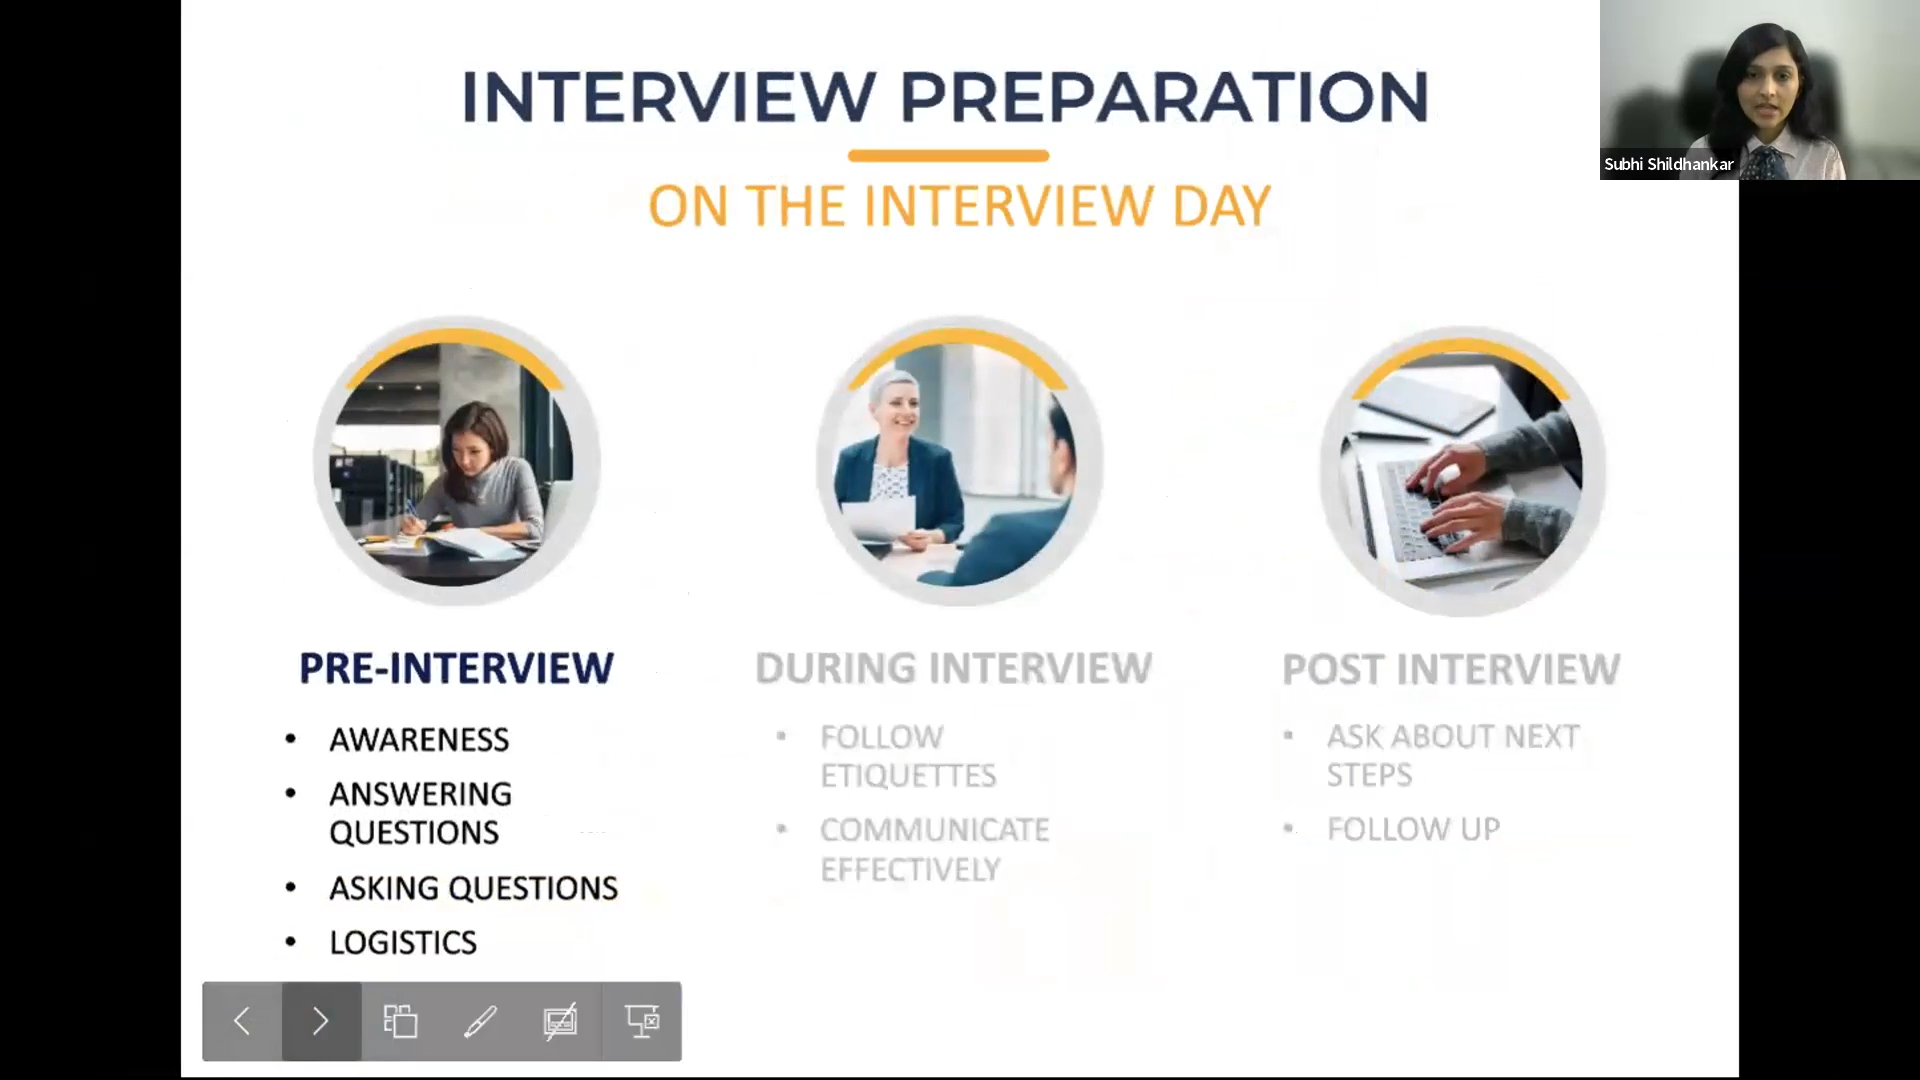 INTERVIEW PREPARATION
ON THE INTERVIEW DAY
Subhi Shildhankar
PRE-INTERVIEW
• AWARENESS
• ANSWERING
QUESTIONS
• ASKING QUESTIONS
• LOGISTICS
DURING INTERVIEW
• FOLLOW
ETIQUETTES
• COMMUNICATE
EFFECTIVELY
POST INTERVIEW
• ASK ABOUT NEXT
STEPS
• FOLLOW UP